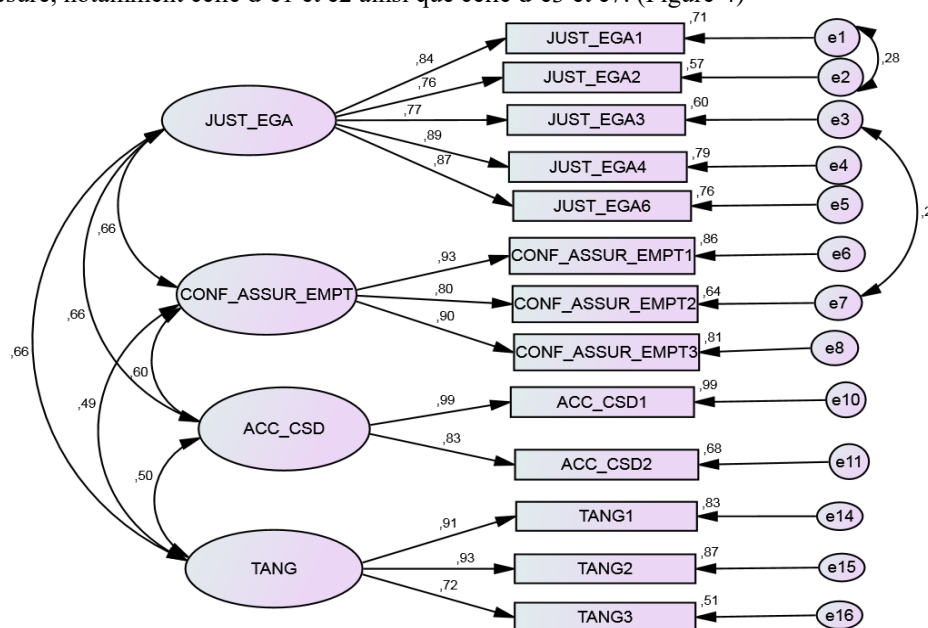 notamment celle d'e1 et e2 ainsi que celle d'e3 et e7. (Figure 4)
,71
JUST_EGA1
e1
,84
,28
,57
JUST_EGA2
e2
,76
JUST_EGA
,77
,60
JUST_EGA3
e3
,89
,79
JUST_EGA4
e4
,87
,76
JUST_EGA6
e5
,66
,86
CONF_ASSUR_EMPT1
e6
,93
CONF_ASSUR_EMPT
,80
,64
CONF_ASSUR_EMPT2
e7
,90
,66
,81
CONF_ASSUR_EMPT3
e8
,66
,60
,99
,99
ACC_CSD1
e10
,49
ACC_CSD
,83
,68
ACC_CSD2
e11
,50
,91
,83
TANG1
e14
TANG
,93
,87
TANG2
e15
,72
,51
TANG3
e16